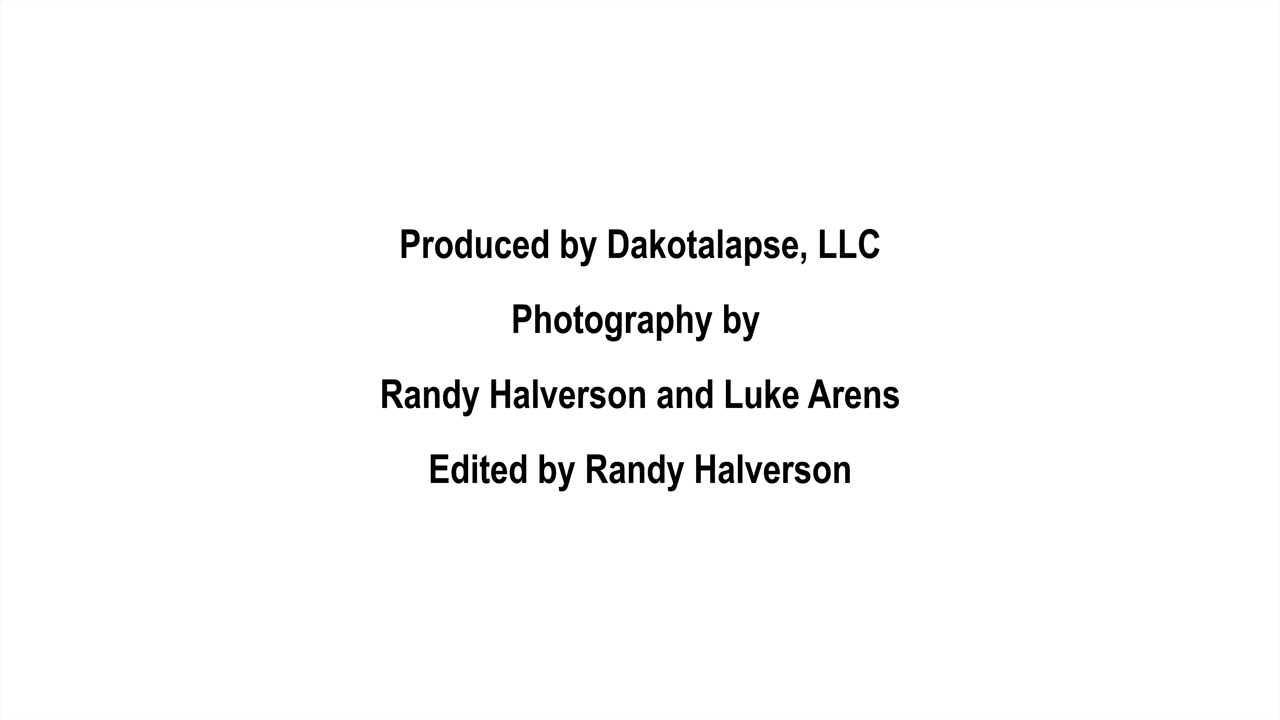 Produced by Dakotalapse, LLC
Photography by
Randy Halverson and Luke Arens
Edited by Randy Halverson